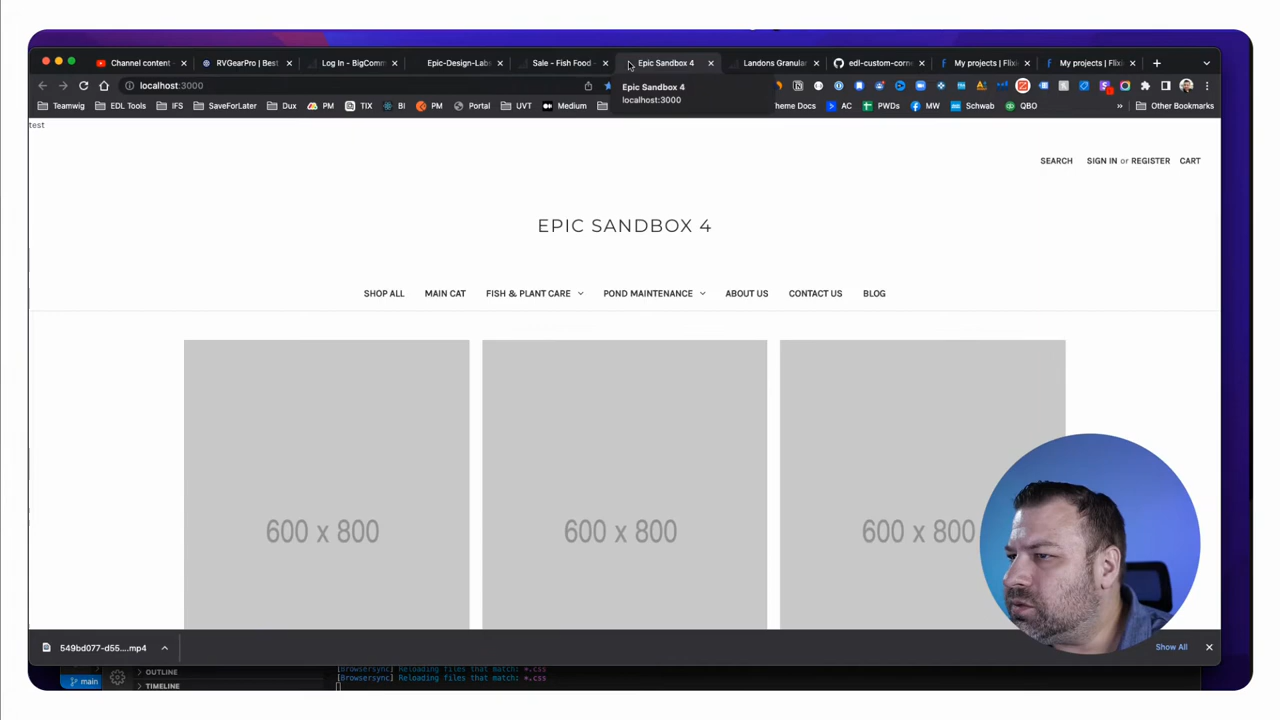 Channel content -
RVGearPro | Best
Log In - BigComm
Epic-Design-Labs
Sale - Fish Food -
Epic Sandbox 4
Landons Granular
edl-custom-corne
My projects | Flixie
My projects | Flixi
localhost:3000
Epic Sandbox 4
localhost:3000
Teamwig
EDL Tools
IFS
SaveForLater
Dux
PM
TIX
BI
PM
Portal
UVT
Medium
heme Docs
AC
PWDs
MW
Schwab
QBO
Other Bookmarks
test
SEARCH
SIGN IN or REGISTER
CART
EPIC SANDBOX 4
SHOP ALL
MAIN CAT
FISH & PLANT CARE
POND MAINTENANCE
ABOUT US
CONTACT US
BLOG
600 x 800
600 x 800
600 x 800
549bd077-d55....mp4
Show All
OUTLINE
[Browsersync] Reloading files that match: *.css
main
TIMELINE
[Browsersync] Reloading files that match: *.css